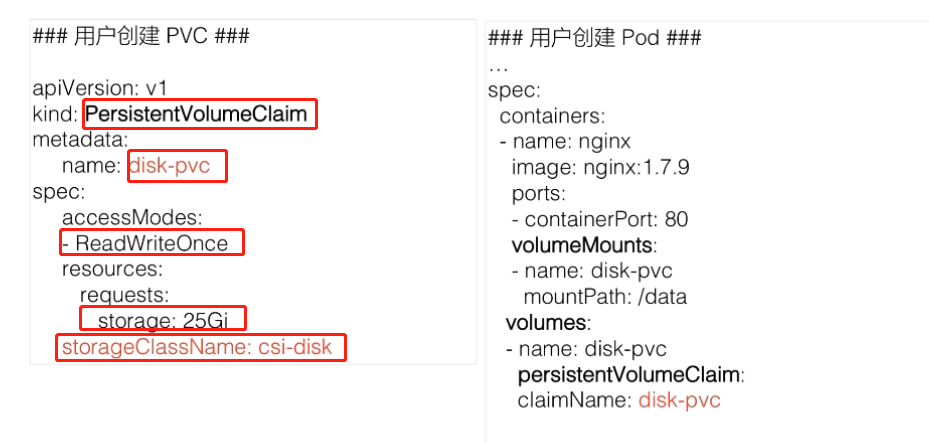 ### 用户创建 PVC ###
apiVersion: v1
kind: PersistentVolumeClaim
metadata:
name: disk-pvc
spec:
accessModes:
- ReadWriteOnce
resources:
requests:
storage: 25Gi
storageClassName: csi-disk
### 用户创建 Pod ###
...
spec:
containers:
- name: nginx
image: nginx:1.7.9
ports:
- containerPort: 80
volumeMounts:
- name: disk-pvc
mountPath: /data
volumes:
- name: disk-pvc
persistentVolumeClaim:
claimName: disk-pvc